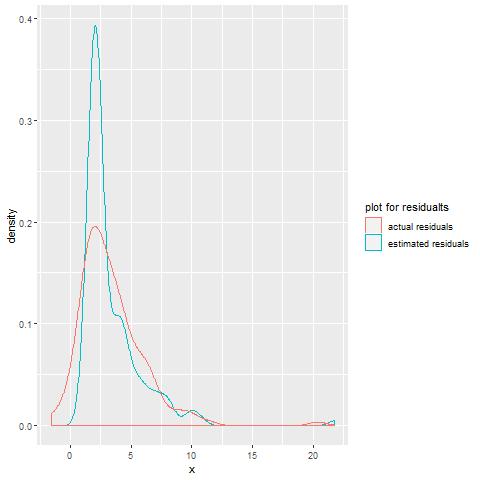 0.4
0.3
0.2
0.1
0.0
density
0
5
10
15
20
x
plot for residualts
actual residuals
estimated residuals